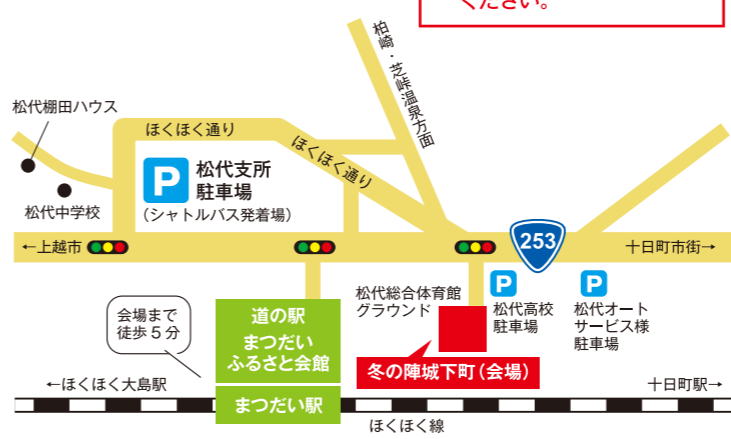 ください。
柏崎・芝峠温泉方面
松代棚田ハウス
ほくほく通り
ほくほく通り
P
松代支所
駐車場
(シャトルバス発着場)
松代中学校
←上越市
253
十日町市街→
松代総合体育館
グラウンド
P
松代高校
駐車場
P
松代オート
サービス様
駐車場
会場まで
徒歩5分
道の駅
まつだい
ふるさと会館
冬の陣城下町(会場)
←ほくほく大島駅
まつだい駅
十日町駅→
ほくほく線